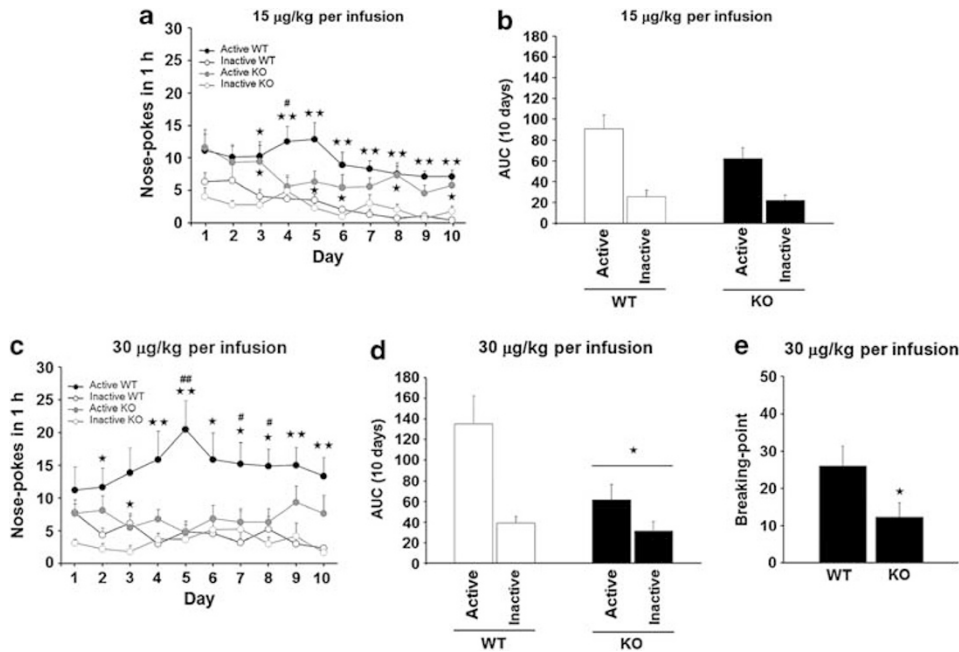 a
15 µg/kg per infusion
30
25
20
15
10
5
0
Nose-pokes in 1 h
Active WT
Inactive WT
Active KO
Inactive KO
★
#
★★
★★
★★
★★
★★
★★
★★
★
★
★
★
★
1 2 3 4 5 6 7 8 9 10
Day
b
15 µg/kg per infusion
180
160
140
120
100
80
60
40
20
0
AUC (10 days)
Active
Inactive
Active
Inactive
WT
KO
c
30 µg/kg per infusion
30
25
20
15
10
5
0
Nose-pokes in 1 h
Active WT
Inactive WT
Active KO
Inactive KO
★
★★
##
★★
★
#
★
#
★
★★
★★
★
1 2 3 4 5 6 7 8 9 10
Day
d
30 µg/kg per infusion
180
160
140
120
100
80
60
40
20
0
AUC (10 days)
★
Active
Inactive
Active
Inactive
WT
KO
e
30 µg/kg per infusion
50
40
30
20
10
0
Breaking-point
★
WT
KO